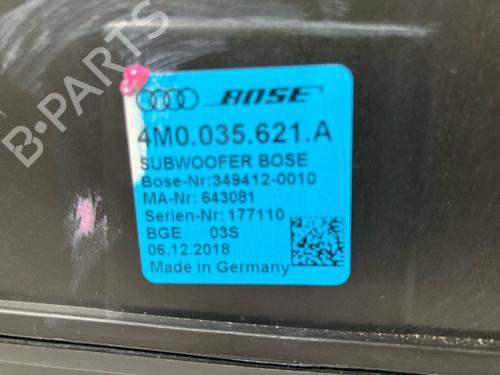 BOSE
4M0.035.621.A
SUBWOOFER BOSE
Bose-Nr:349412-0010
MA-Nr: 643081
Serien-Nr: 177110
BGE 03S
06.12.2018
Made in Germany
B-PARTS